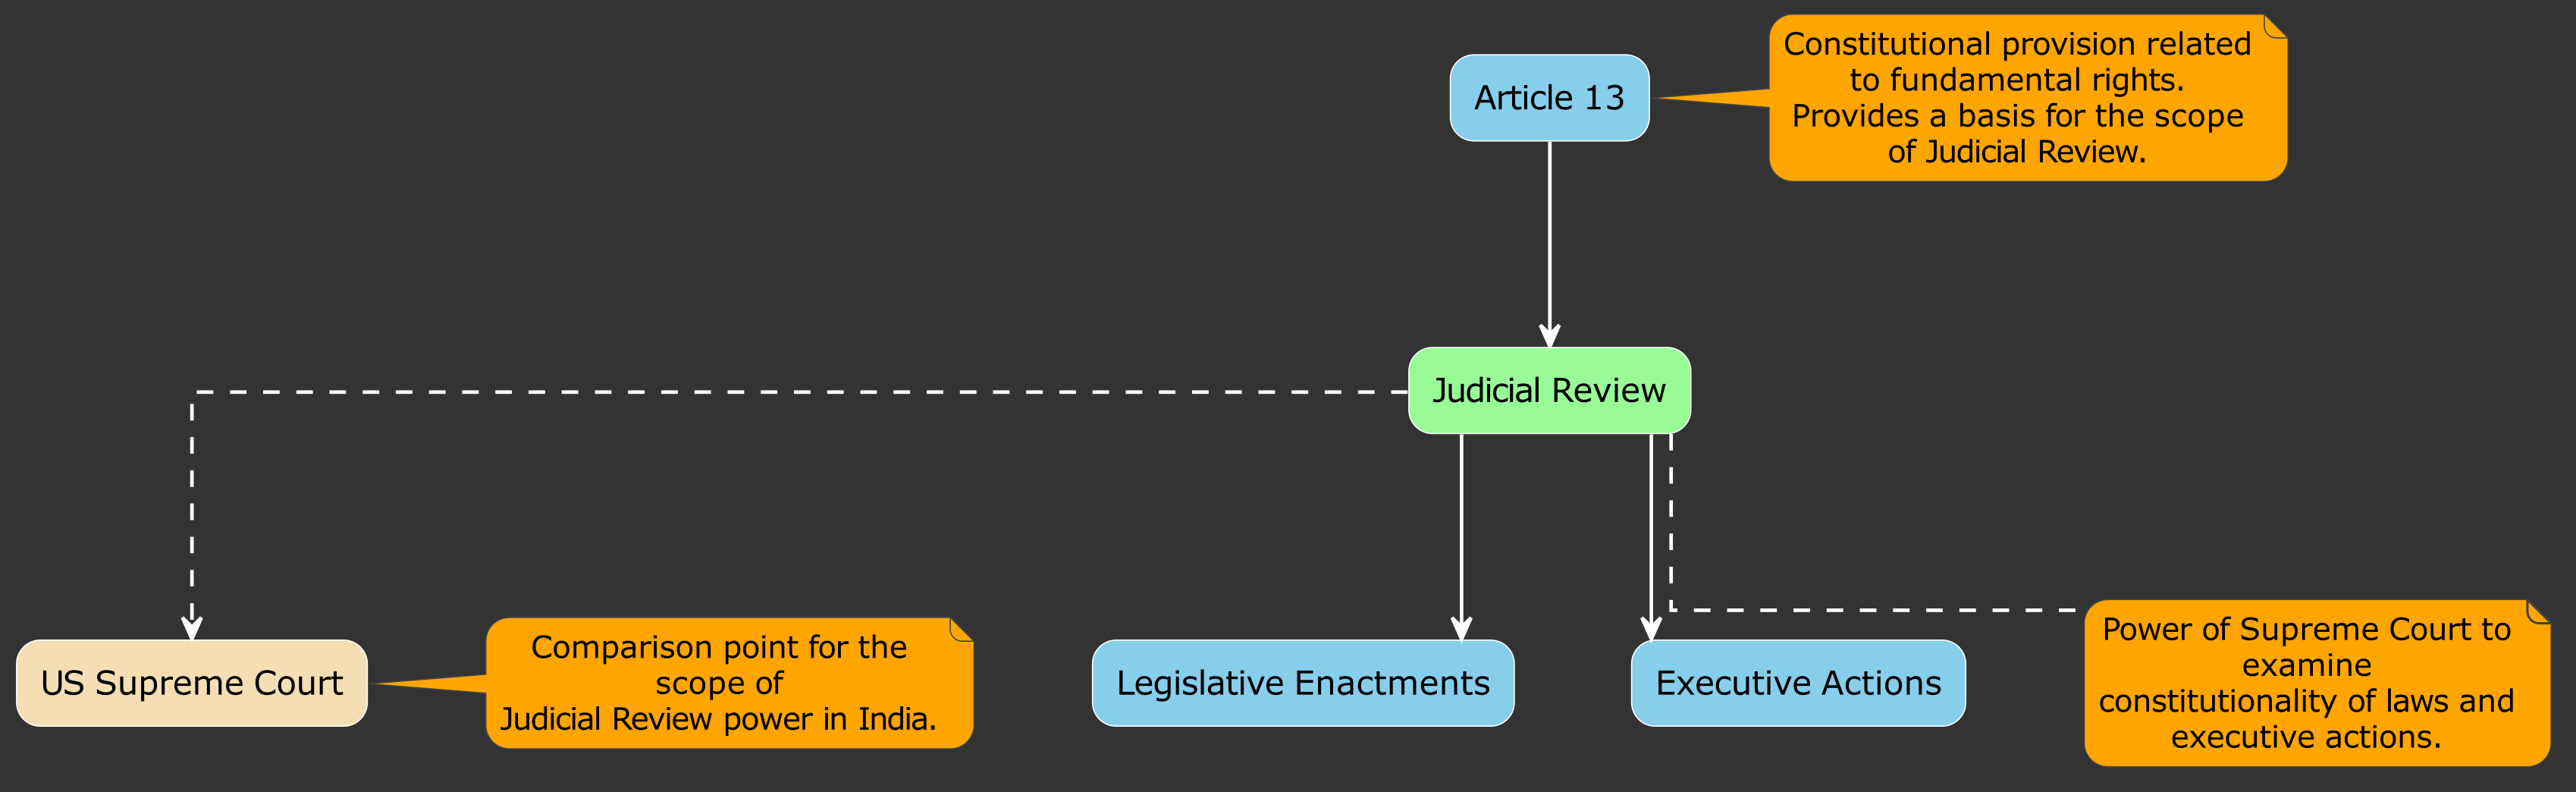 Article 13
Constitutional provision related
to fundamental rights.
Provides a basis for the scope
of Judicial Review.
Judicial Review
US Supreme Court
Comparison point for the
scope of
Judicial Review power in India.
Legislative Enactments
Executive Actions
Power of Supreme Court to
examine
constitutionality of laws and
executive actions.